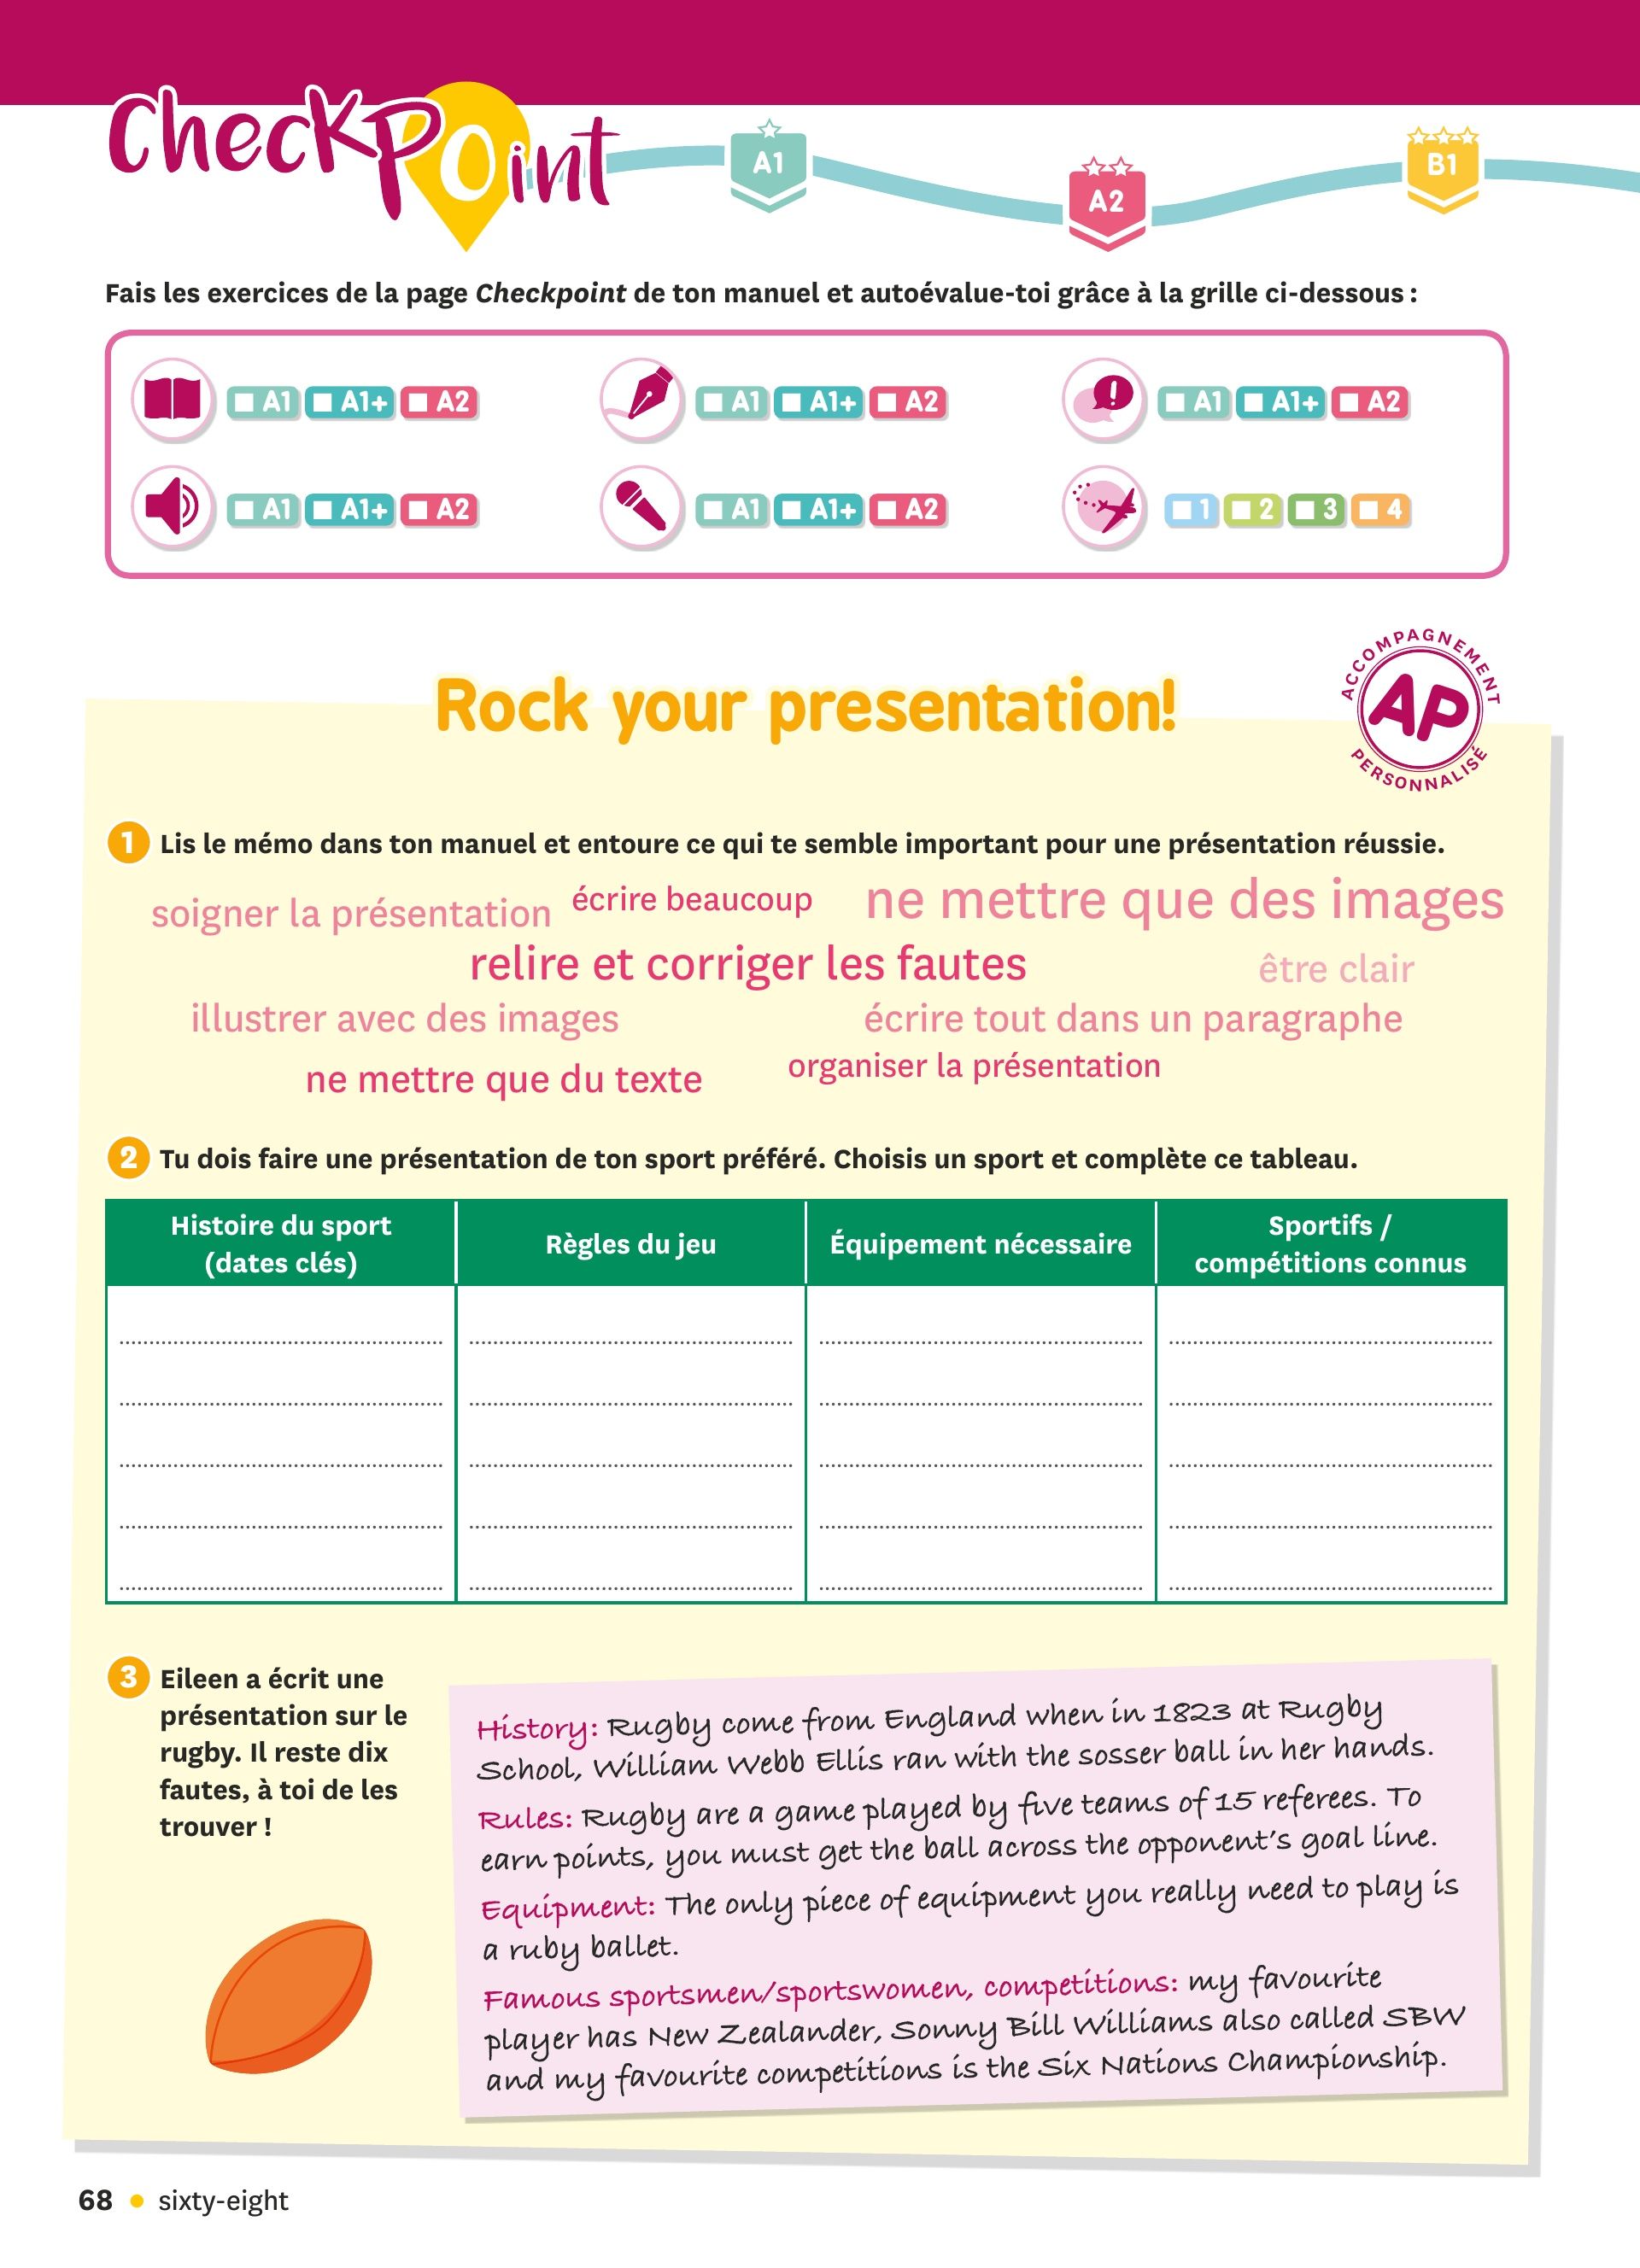 CheckPoint
A1
A2
B1
Fais les exercices de la page Checkpoint de ton manuel et autoévalue-toi grâce à la grille ci-dessous :
A1 A1+ A2
A1 A1+ A2
A1 A1+ A2
A1 A1+ A2
A1 A1+ A2
1 2 3 4
Rock your presentation!
ACCOMPAGNEMENT
AP
PERSONNALISÉ
1 Lis le mémo dans ton manuel et entoure ce qui te semble important pour une présentation réussie.
soigner la présentation écrire beaucoup ne mettre que des images
relire et corriger les fautes être clair
illustrer avec des images écrire tout dans un paragraphe
ne mettre que du texte organiser la présentation
2 Tu dois faire une présentation de ton sport préféré. Choisis un sport et complète ce tableau.
Histoire du sport
(dates clés)
Règles du jeu
Équipement nécessaire
Sportifs /
compétitions connus
3 Eileen a écrit une
présentation sur le
rugby. Il reste dix
fautes, à toi de les
trouver !
History: Rugby come from England when in 1823 at Rugby
School, William Webb Ellis ran with the sosser ball in her hands.
Rules: Rugby are a game played by five teams of 15 referees. To
earn points, you must get the ball across the opponent's goal line.
Equipment: The only piece of equipment you really need to play is
a ruby ballet.
Famous sportsmen/sportswomen, competitions: my favourite
player has New Zealander, Sonny Bill Williams also called SBW
and my favourite competitions is the Six Nations Championship.
68 • sixty-eight